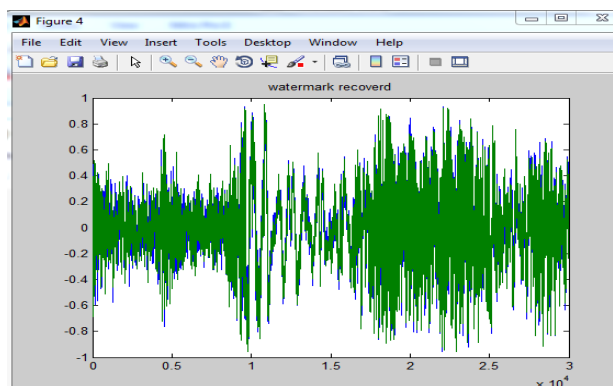 Figure 4
File Edit View Insert Tools Desktop Window Help
watermark recoverd
1
0.8
0.6
0.4
0.2
0
-0.2
-0.4
-0.6
-0.8
-1
0 0.5 1 1.5 2 2.5 3
x 10^4